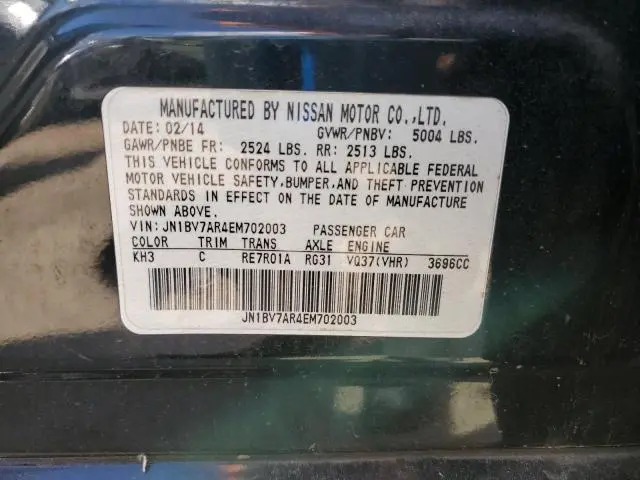 MANUFACTURED BY NISSAN MOTOR CO.,LTD.
DATE: 02/14 GVWR/PNBV: 5004 LBS.
GAWR/PNBE FR: 2524 LBS. RR: 2513 LBS.
THIS VEHICLE CONFORMS TO ALL APPLICABLE FEDERAL
MOTOR VEHICLE SAFETY,BUMPER,AND THEFT PREVENTION
STANDARDS IN EFFECT ON THE DATE OF MANUFACTURE
SHOWN ABOVE.
VIN: JN1BV7AR4EM702003 PASSENGER CAR
COLOR TRIM TRANS AXLE ENGINE
KH3 C RE7R01A RG31 VQ37(VHR) 3696CC
JN1BV7AR4EM702003